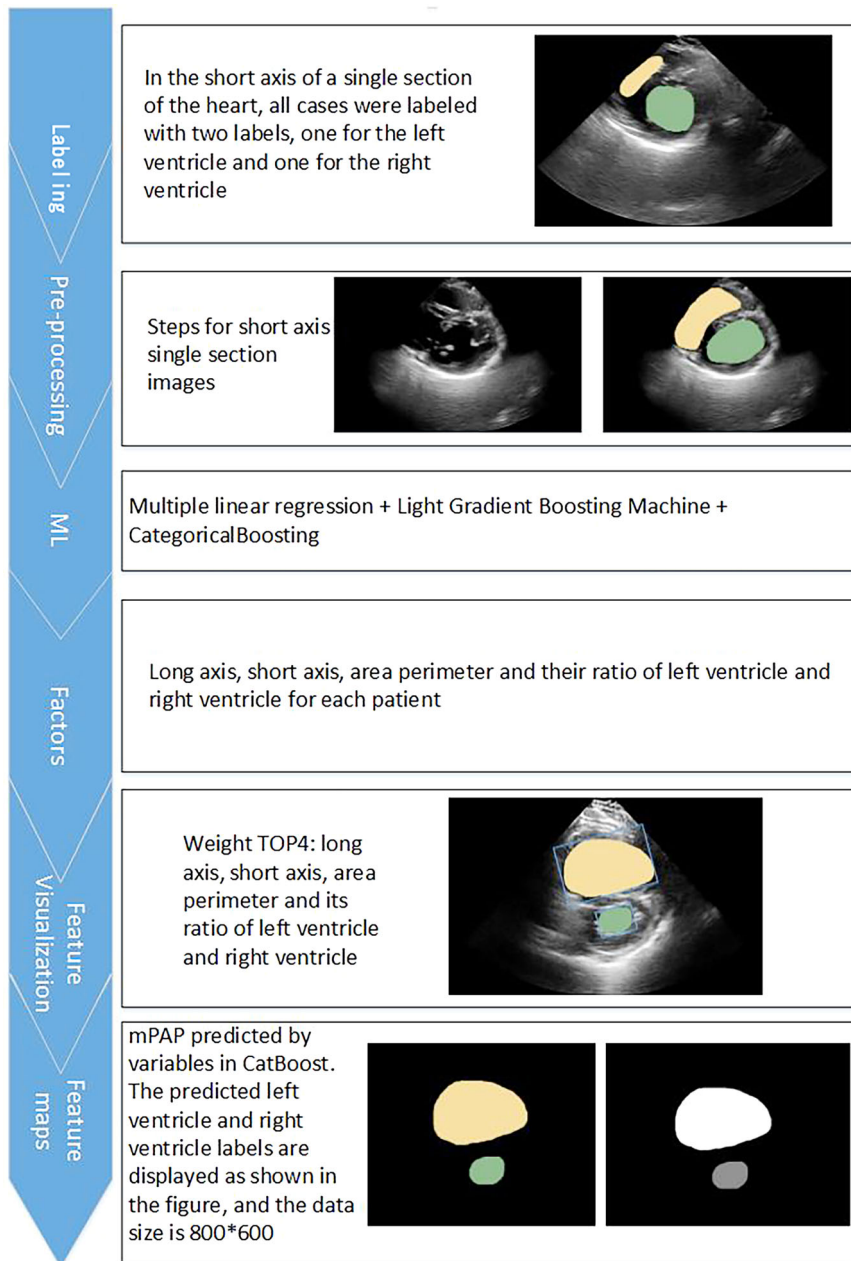 Labeling
In the short axis of a single section
of the heart, all cases were labeled
with two labels, one for the left
ventricle and one for the right
ventricle
Pre-processing
Steps for short axis
single section
images
ML
Multiple linear regression + Light Gradient Boosting Machine +
CategoricalBoosting
Factors
Long axis, short axis, area perimeter and their ratio of left ventricle and
right ventricle for each patient
Feature
Visualization
Weight TOP4: long
axis, short axis, area
perimeter and its
ratio of left ventricle
and right ventricle
Feature
maps
mPAP predicted by
variables in CatBoost.
The predicted left
ventricle and right
ventricle labels are
displayed as shown in
the figure, and the data
size is 800*600